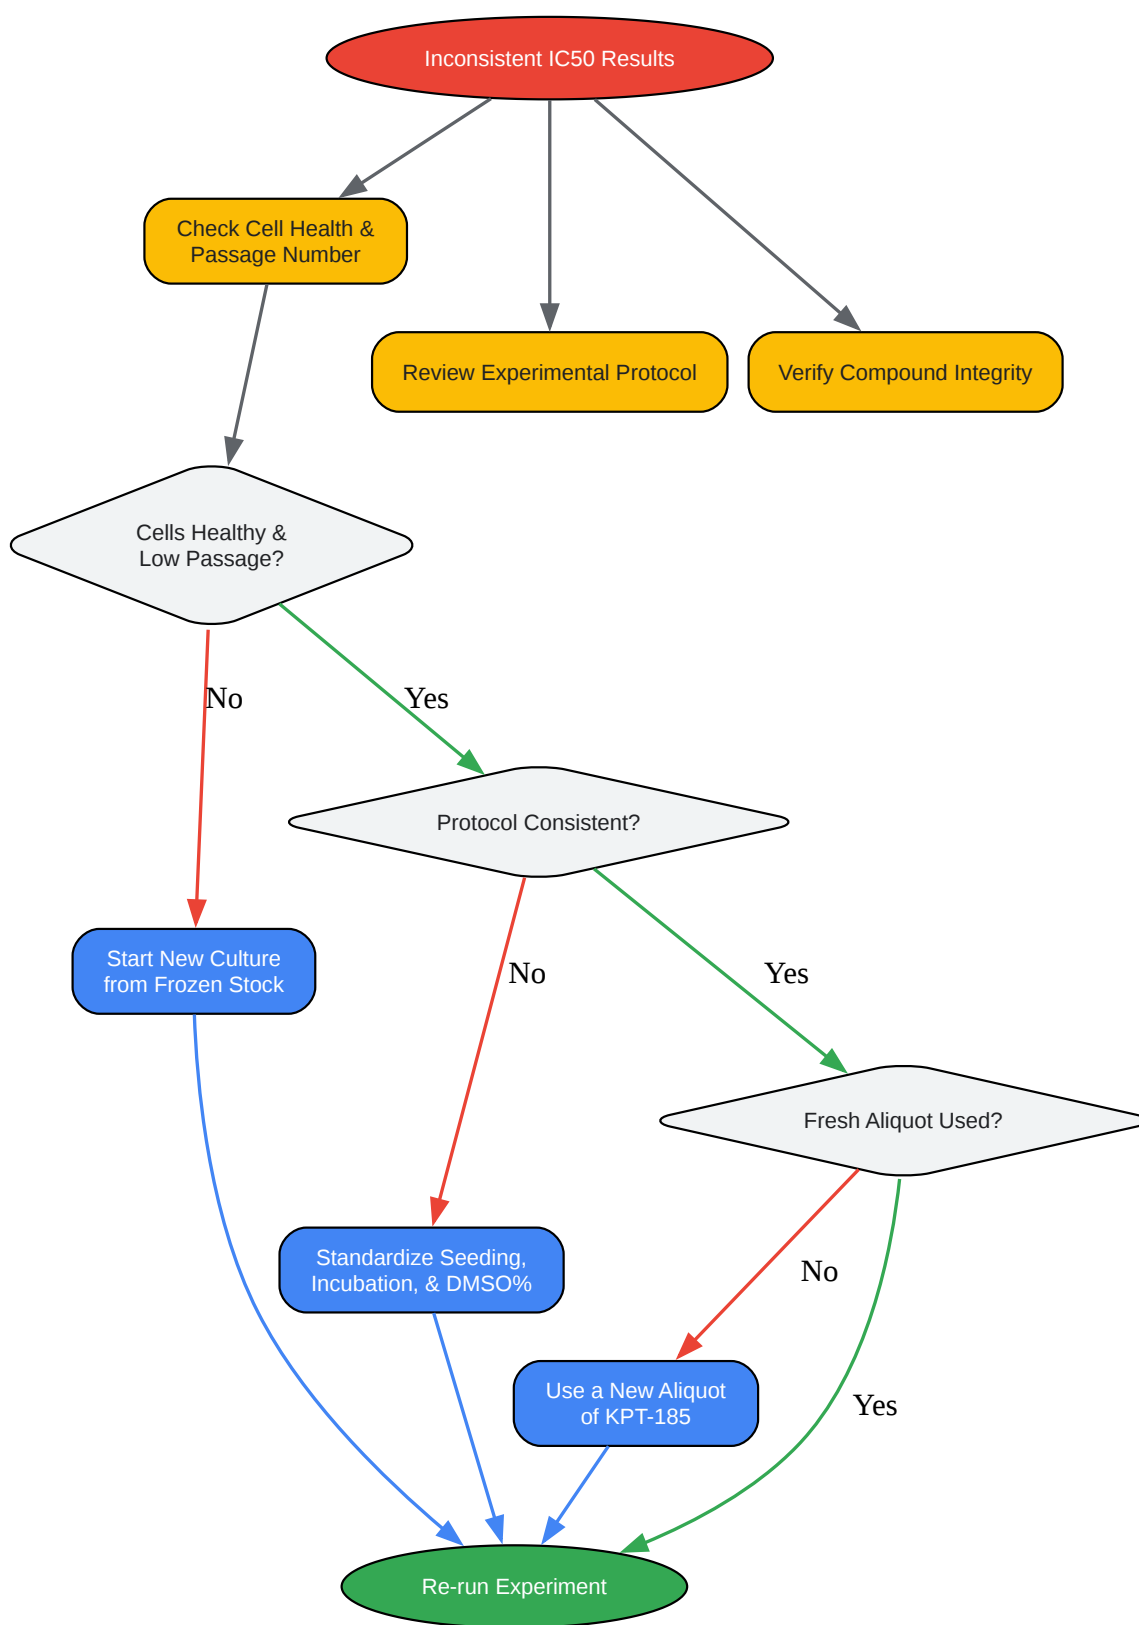 Inconsistent IC50 Results
Check Cell Health &
Passage Number
Review Experimental Protocol
Verify Compound Integrity
Cells Healthy &
Low Passage?
No
Yes
Protocol Consistent?
Start New Culture
from Frozen Stock
No
Yes
Fresh Aliquot Used?
Standardize Seeding,
Incubation, & DMSO%
No
Use a New Aliquot
of KPT-185
Yes
Re-run Experiment